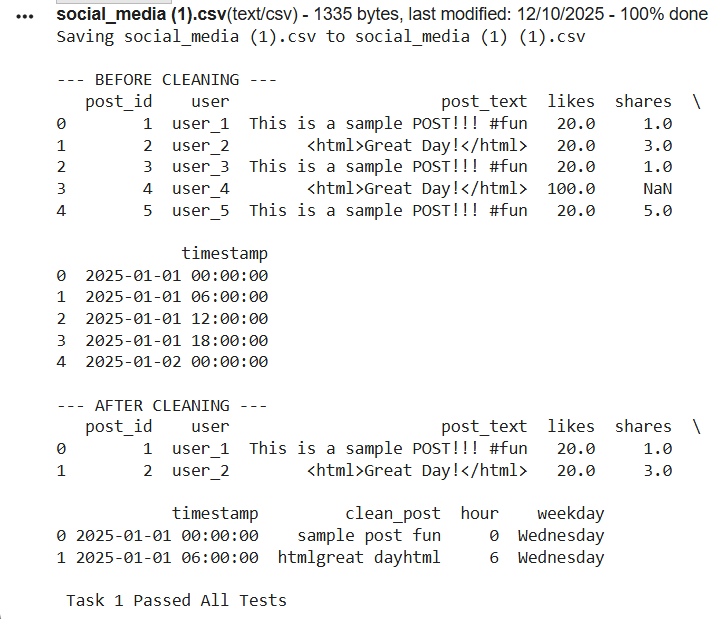 ••• social_media (1).csv(text/csv) - 1335 bytes, last modified: 12/10/2025 - 100% done
Saving social_media (1).csv to social_media (1) (1).csv
--- BEFORE CLEANING ---
post_id user post_text likes shares \
0 1 user_1 This is a sample POST!!! #fun 20.0 1.0
1 2 user_2 <html>Great Day!</html> 20.0 3.0
2 3 user_3 This is a sample POST!!! #fun 20.0 1.0
3 4 user_4 <html>Great Day!</html> 100.0 NaN
4 5 user_5 This is a sample POST!!! #fun 20.0 5.0
timestamp
0 2025-01-01 00:00:00
1 2025-01-01 06:00:00
2 2025-01-01 12:00:00
3 2025-01-01 18:00:00
4 2025-01-02 00:00:00
--- AFTER CLEANING ---
post_id user post_text likes shares \
0 1 user_1 This is a sample POST!!! #fun 20.0 1.0
1 2 user_2 <html>Great Day!</html> 20.0 3.0
timestamp clean_post hour weekday
0 2025-01-01 00:00:00 sample post fun 0 Wednesday
1 2025-01-01 06:00:00 htmlgreat dayhtml 6 Wednesday
Task 1 Passed All Tests